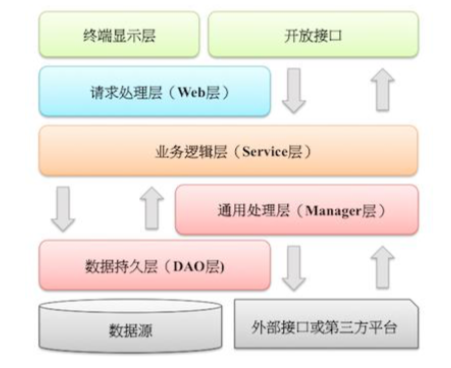 终端显示层
开放接口
请求处理层（Web层）
业务逻辑层（Service层）
通用处理层（Manager层）
数据持久层（DAO层)
数据源
外部接口或第三方平台